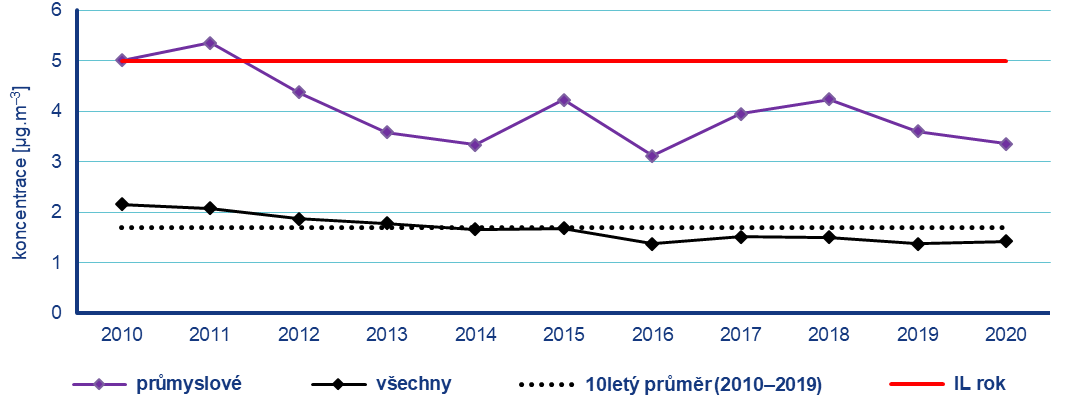 6
5
4
3
2
1
0
koncentrace [µg.m–3]
2010 2011 2012 2013 2014 2015 2016 2017 2018 2019 2020
průmyslové všechny 10letý průměr (2010–2019) IL rok